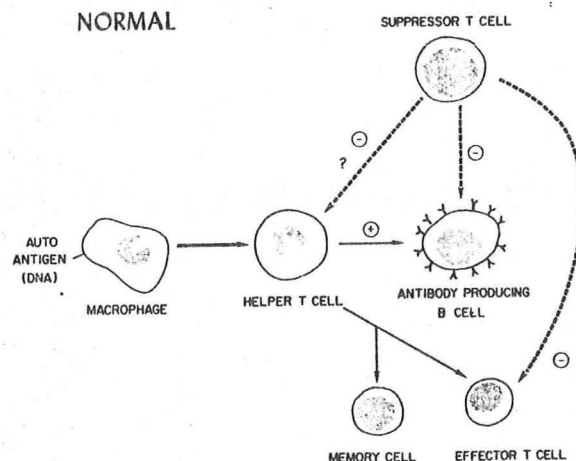 NORMAL
SUPPRESSOR T CELL
-
?
-
AUTO
ANTIGEN
(DNA)
+
MACROPHAGE
HELPER T CELL
ANTIBODY PRODUCING
B CELL
-
MEMORY CELL
EFFECTOR T CELL